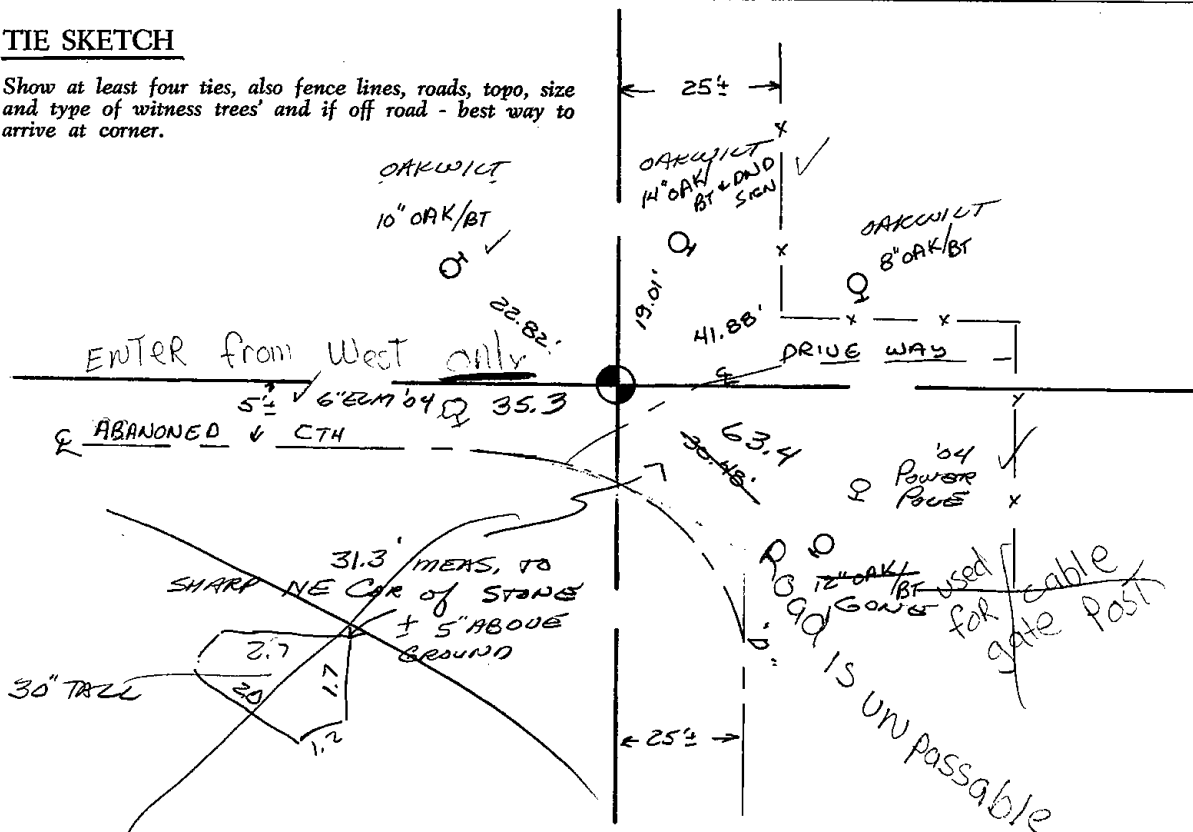 TIE SKETCH
Show at least four ties, also fence lines, roads, topo, size
and type of witness trees' and if off road - best way to
arrive at corner.
25'±
OAKWILT
10" OAK/BT
OAKWILT
14" OAK/
BT & DND
SIGN
OAKWILT
8" OAK/BT
22.82'
19.01'
41.88'
ENTER from West only
DRIVE WAY
5'±
6" ELM '04
35.3
℄ ABANONED CTH
63.4
30.48'
'04
POWER
POLE
31.3' MEAS, TO
SHARP NE COR of STONE
± 5" ABOVE
GROUND
12" OAK/
BT
GONE
used
for cable
gate Post
2.7
2.0
1.7
1.2
30" TALL
25'±
Road is unpassable